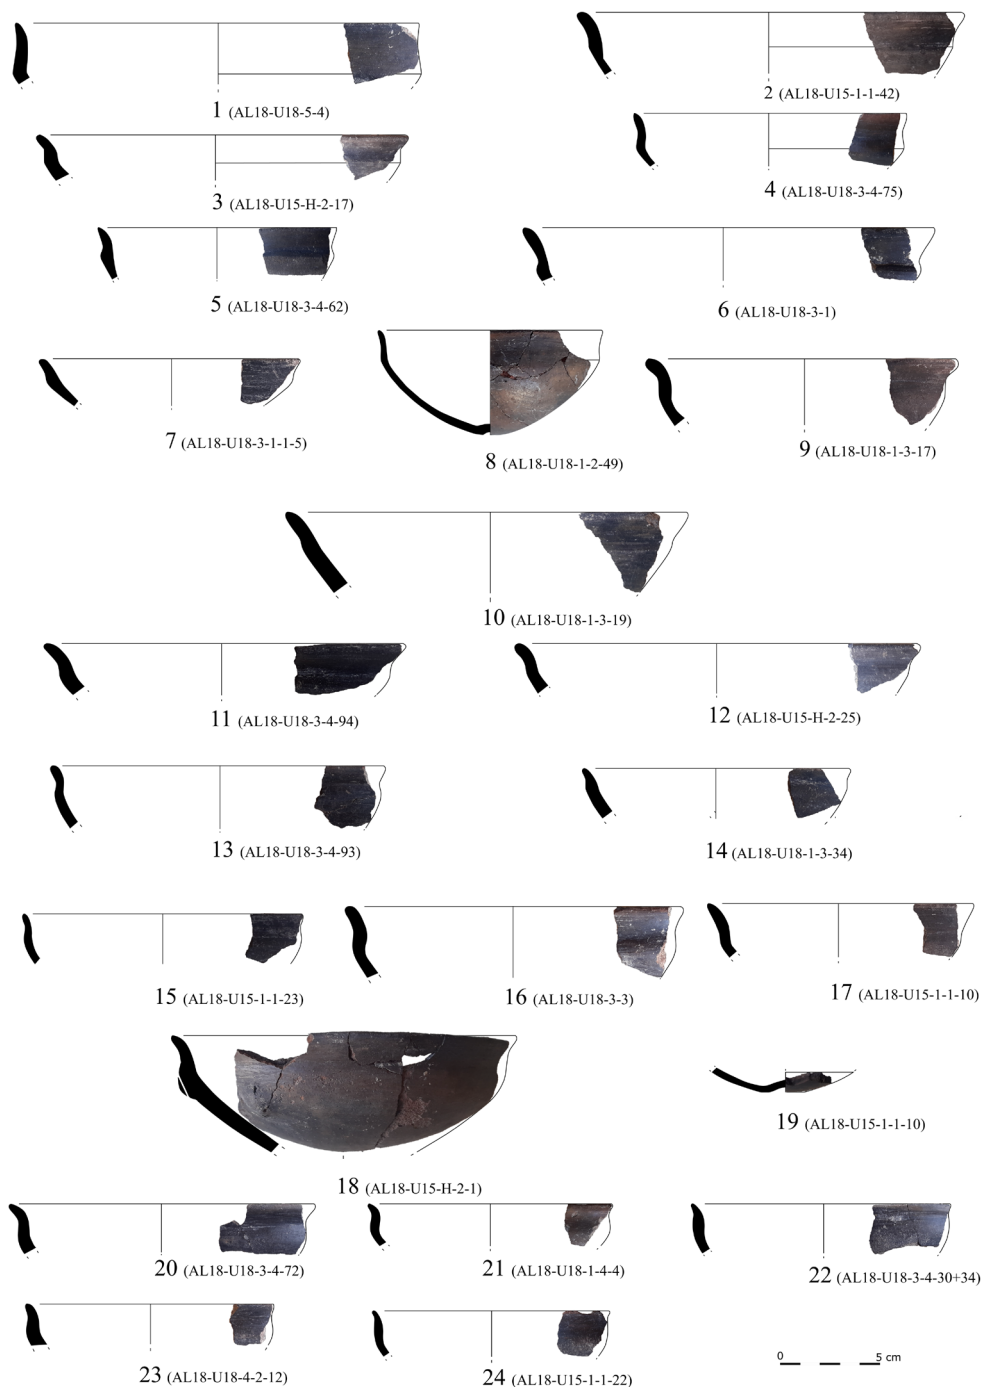 1 (AL18-U18-5-4)
2 (AL18-U15-1-1-42)
3 (AL18-U15-H-2-17)
4 (AL18-U18-3-4-75)
5 (AL18-U18-3-4-62)
6 (AL18-U18-3-1)
7 (AL18-U18-3-1-1-5)
8 (AL18-U18-1-2-49)
9 (AL18-U18-1-3-17)
10 (AL18-U18-1-3-19)
11 (AL18-U18-3-4-94)
12 (AL18-U15-H-2-25)
13 (AL18-U18-3-4-93)
14 (AL18-U18-1-3-34)
15 (AL18-U15-1-1-23)
16 (AL18-U18-3-3)
17 (AL18-U15-1-1-10)
18 (AL18-U15-H-2-1)
19 (AL18-U15-1-1-10)
20 (AL18-U18-3-4-72)
21 (AL18-U18-1-4-4)
22 (AL18-U18-3-4-30+34)
23 (AL18-U18-4-2-12)
24 (AL18-U15-1-1-22)
0 5 cm